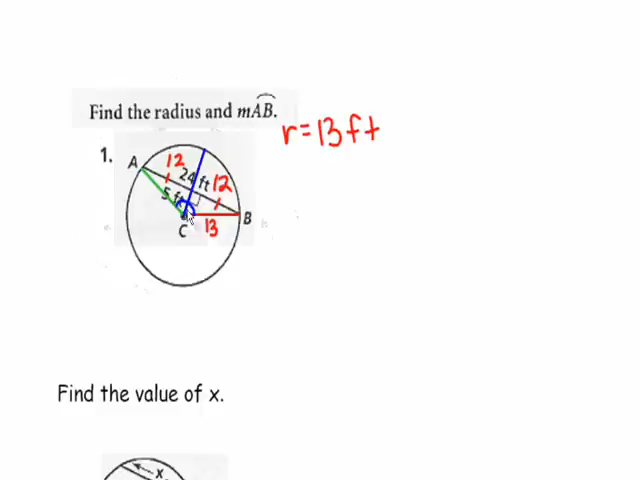 Find the radius and mAB.
r=13ft
1.
A
12
24 ft
12
5 ft
C
13
B
Find the value of x.
x